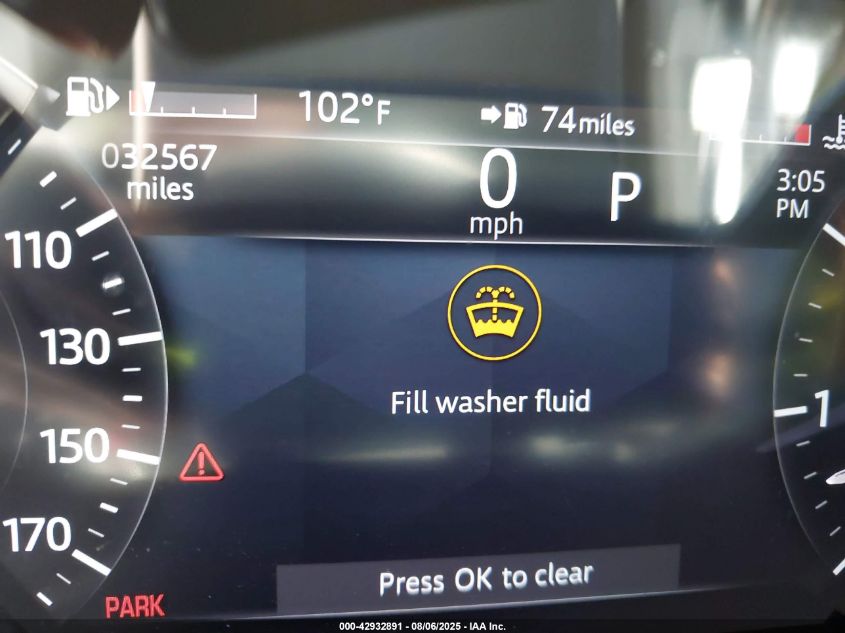 102°F
74 miles
032567
miles
0
mph
P
3:05
PM
110
130
150
170
1
Fill washer fluid
Press OK to clear
PARK
000-42932891 - 08/06/2025 - IAA Inc.